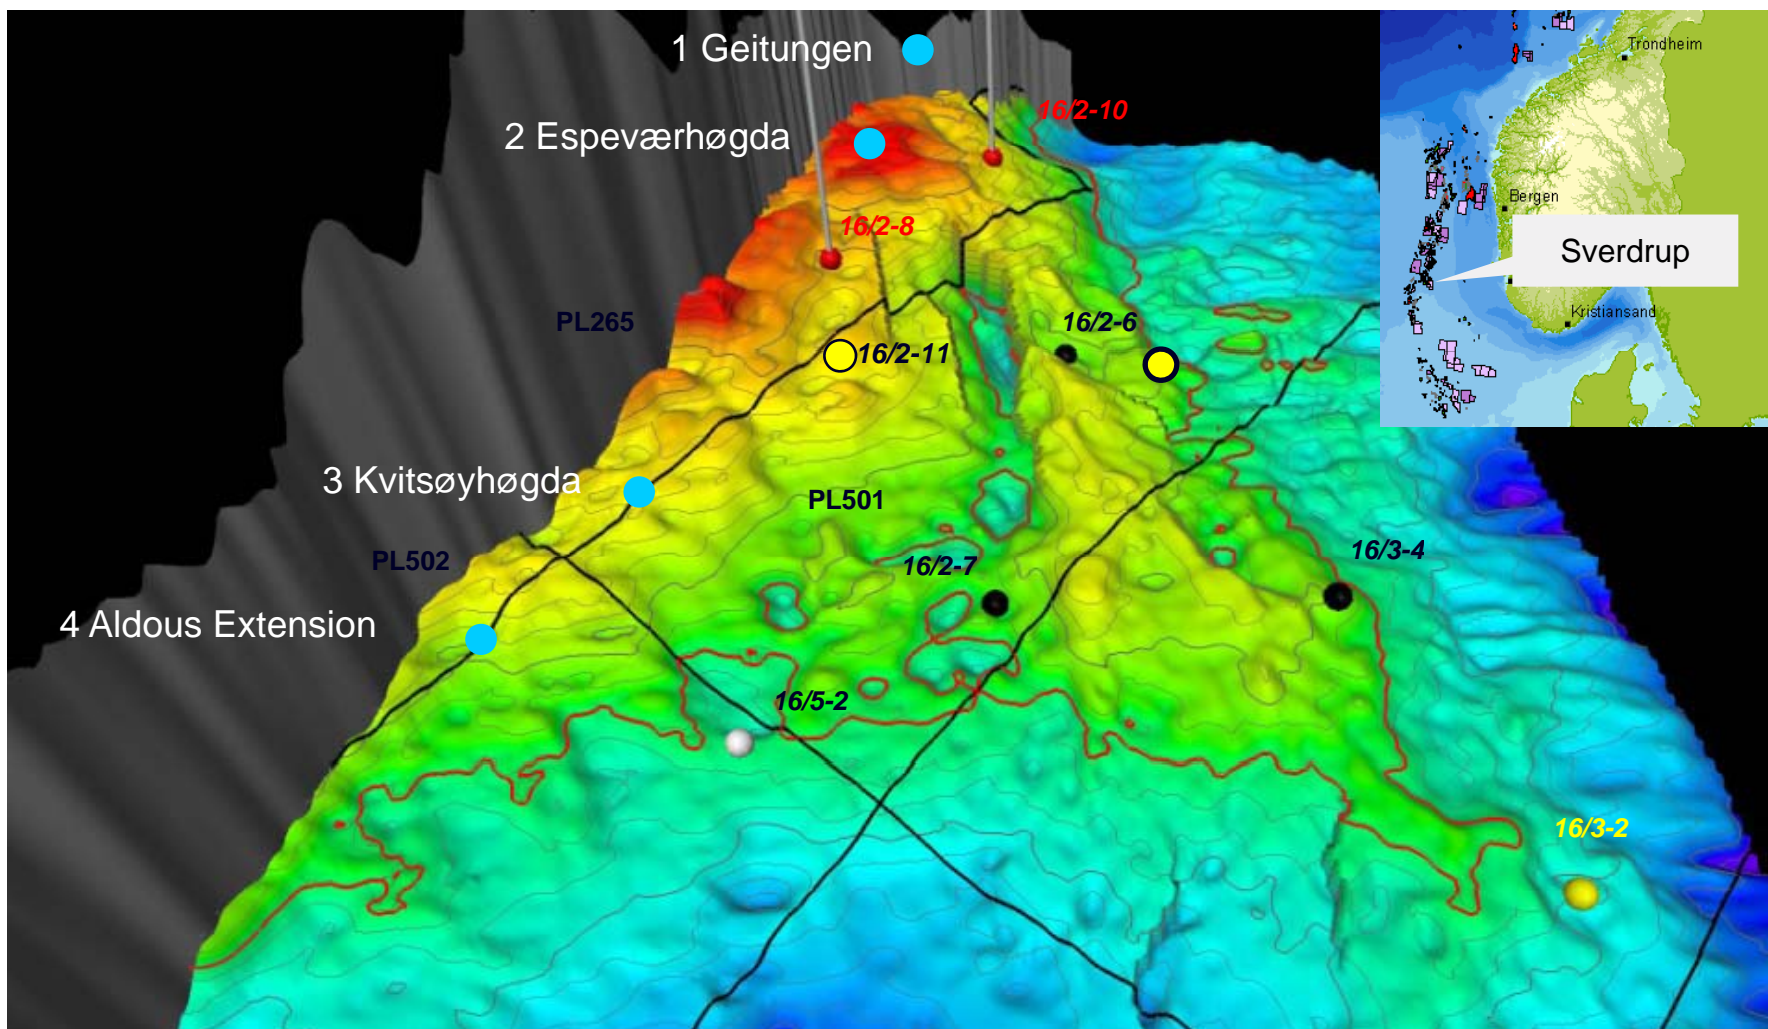 1 Geitungen
Trondheim
16/2-10
2 Espeværhøgda
Bergen
16/2-8
Sverdrup
PL265
16/2-6
Kristiansand
16/2-11
3 Kvitsøyhøgda
PL501
16/3-4
PL502
16/2-7
4 Aldous Extension
16/5-2
16/3-2